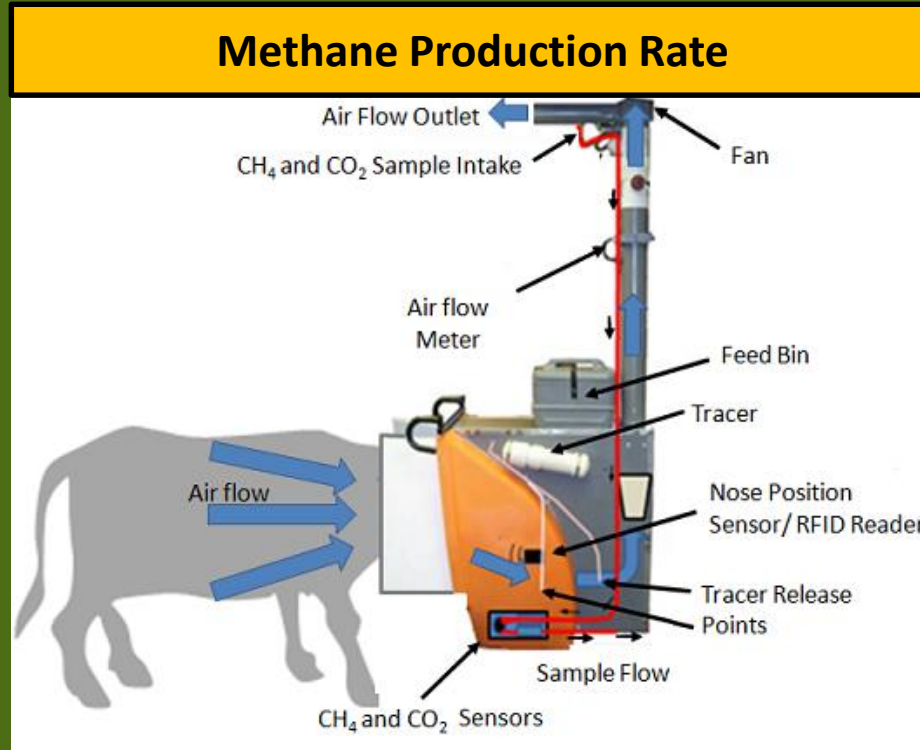 Methane Production Rate
Air Flow Outlet
CH₄ and CO₂ Sample Intake
Fan
Air flow
Meter
Feed Bin
Tracer
Air flow
Nose Position
Sensor/ RFID Reader
Tracer Release
Points
Sample Flow
CH₄ and CO₂ Sensors